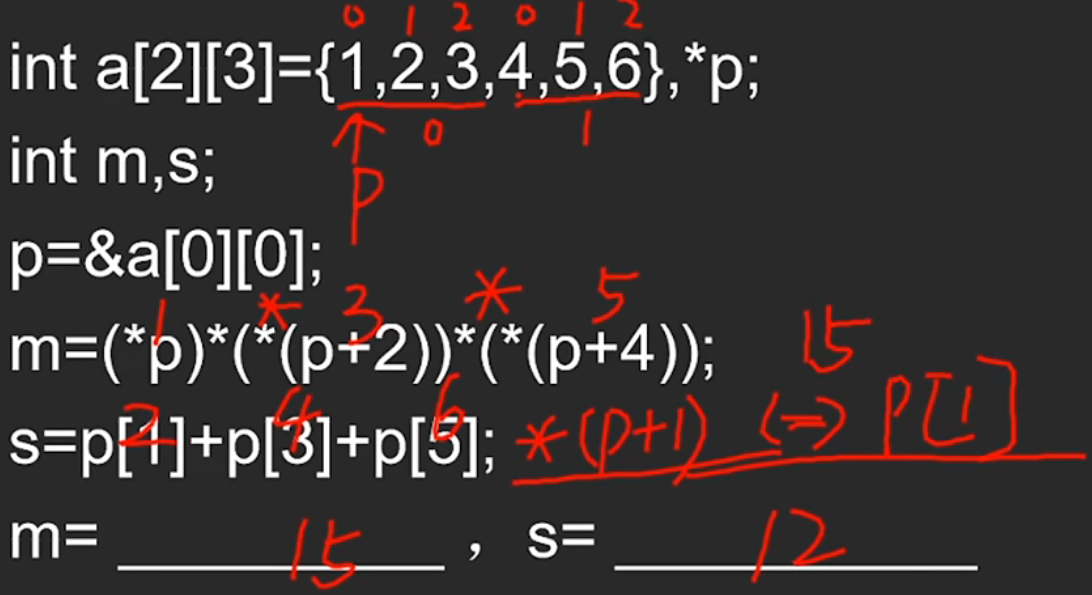 0 1 2 0 1 2
int a[2][3]={1,2,3,4,5,6},*p;
0 1
int m,s;
p
p=&a[0][0];
1 * 3 * 5
m=(*p)*(*(p+2))*(*(p+4));
15
2 4 6
s=p[1]+p[3]+p[5];
*(p+1) <=> p[1]
m= 15 , s= 12